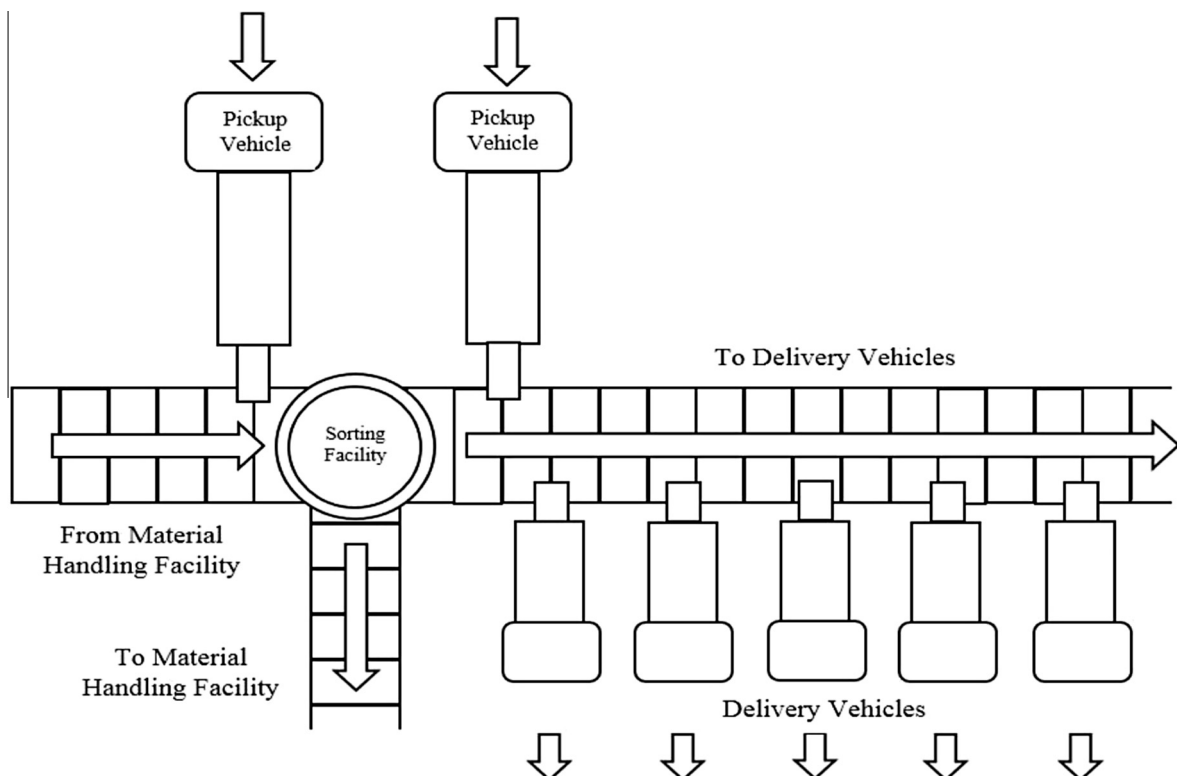 Pickup
Vehicle
Pickup
Vehicle
To Delivery Vehicles
Sorting
Facility
From Material
Handling Facility
To Material
Handling Facility
Delivery Vehicles